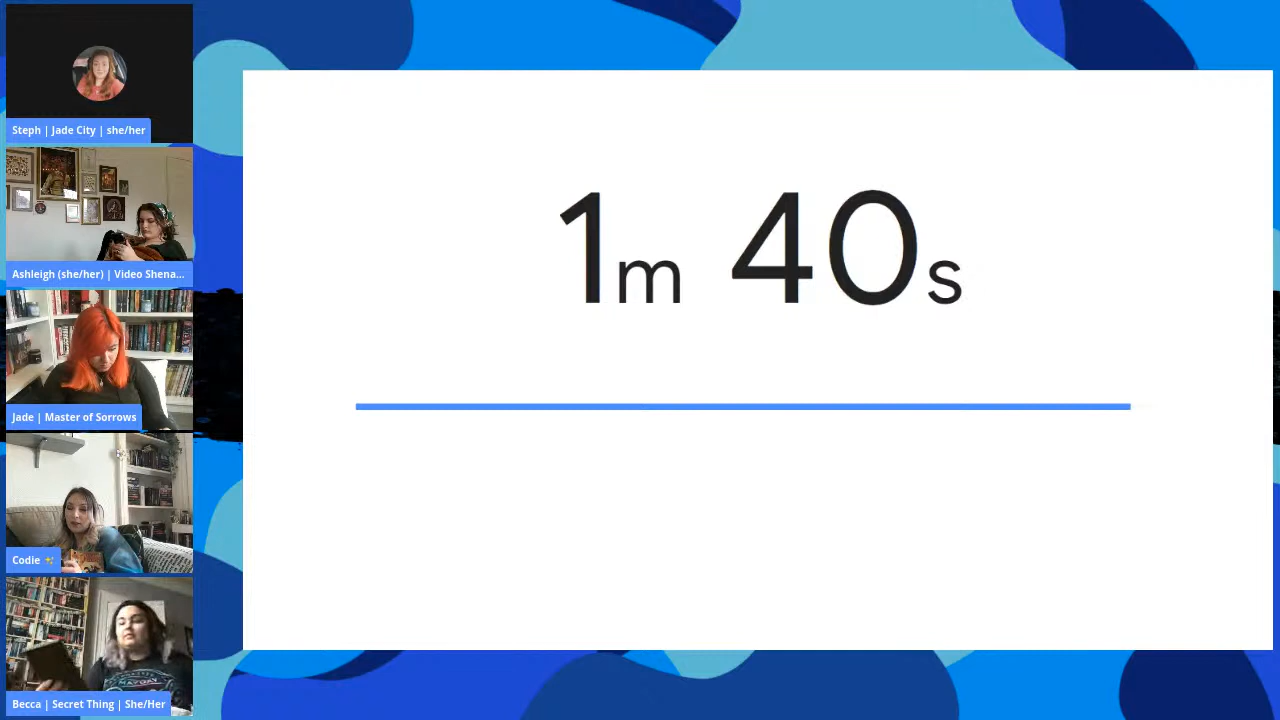 Steph | Jade City | she/her
Ashleigh (she/her) | Video Shena...
Jade | Master of Sorrows
Codie ✨
Becca | Secret Thing | She/Her
1m 40s